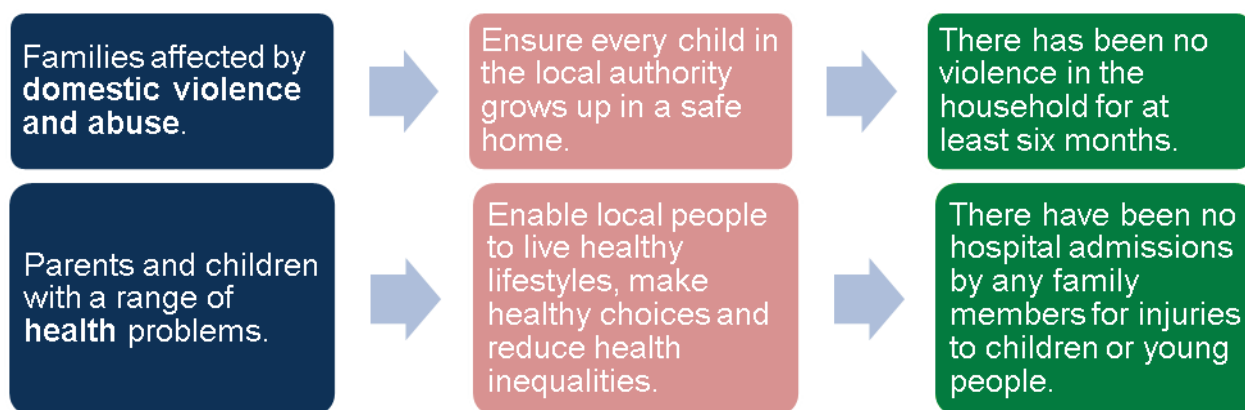 Families affected by
domestic violence
and abuse.
Ensure every child in
the local authority
grows up in a safe
home.
There has been no
violence in the
household for at
least six months.
Parents and children
with a range of
health problems.
Enable local people
to live healthy
lifestyles, make
healthy choices and
reduce health
inequalities.
There have been no
hospital admissions
by any family
members for injuries
to children or young
people.